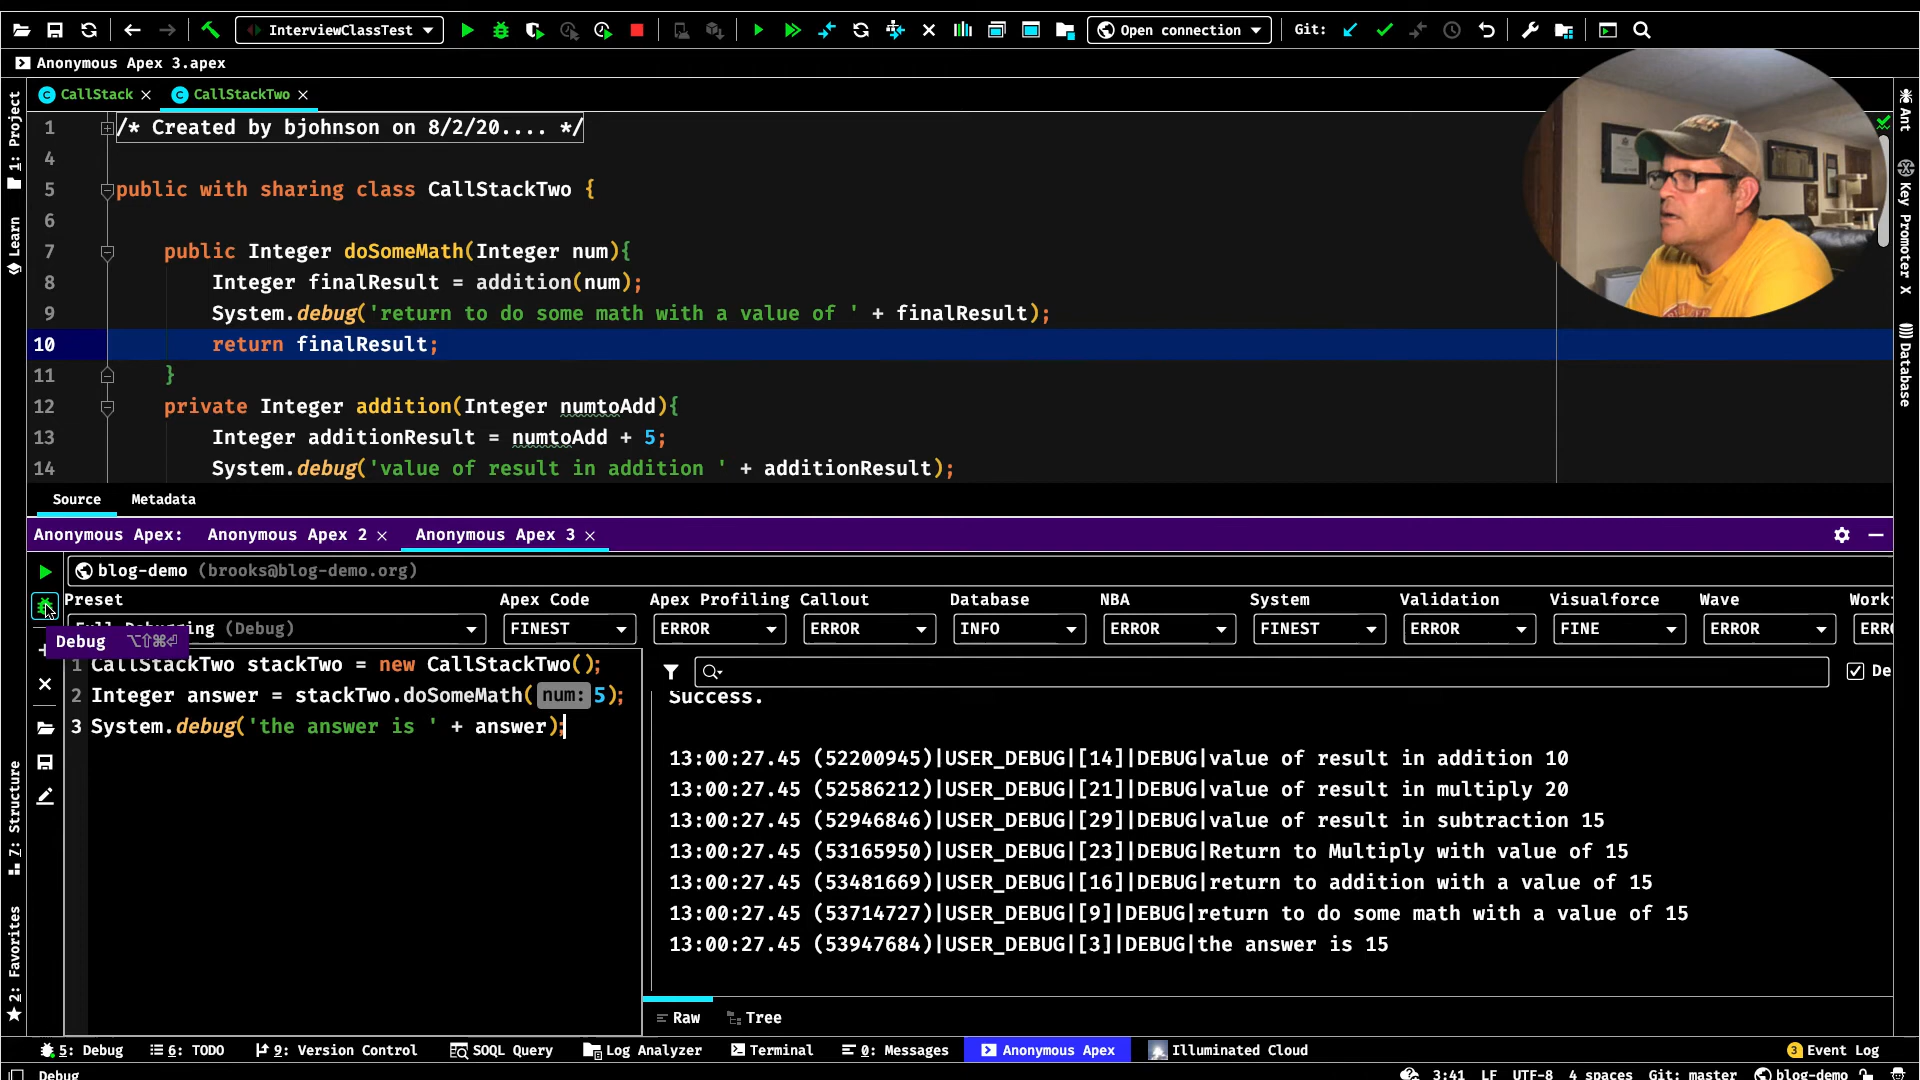 InterviewClassTest
Open connection
Git:
Anonymous Apex 3.apex
CallStack
CallStackTwo
1: Project
Learn
7: Structure
2: Favorites
Ant
Key Promoter X
Database
1 /* Created by bjohnson on 8/2/20.... */
4
5 public with sharing class CallStackTwo {
6
7 public Integer doSomeMath(Integer num){
8 Integer finalResult = addition(num);
9 System.debug('return to do some math with a value of ' + finalResult);
10 return finalResult;
11 }
12 private Integer addition(Integer numtoAdd){
13 Integer additionResult = numtoAdd + 5;
14 System.debug('value of result in addition ' + additionResult);
Source Metadata
Anonymous Apex: Anonymous Apex 2 Anonymous Apex 3
blog-demo (brooks@blog-demo.org)
Preset Apex Code Apex Profiling Callout Database NBA System Validation Visualforce Wave Work
(Debug) FINEST ERROR ERROR INFO ERROR FINEST ERROR FINE ERROR ERR
Debug ⌥⇧⌘⏎
1 CallStackTwo stackTwo = new CallStackTwo();
2 Integer answer = stackTwo.doSomeMath( num: 5);
3 System.debug('the answer is ' + answer);
De
Success.
13:00:27.45 (52200945)|USER_DEBUG|[14]|DEBUG|value of result in addition 10
13:00:27.45 (52586212)|USER_DEBUG|[21]|DEBUG|value of result in multiply 20
13:00:27.45 (52946846)|USER_DEBUG|[29]|DEBUG|value of result in subtraction 15
13:00:27.45 (53165950)|USER_DEBUG|[23]|DEBUG|Return to Multiply with value of 15
13:00:27.45 (53481669)|USER_DEBUG|[16]|DEBUG|return to addition with a value of 15
13:00:27.45 (53714727)|USER_DEBUG|[9]|DEBUG|return to do some math with a value of 15
13:00:27.45 (53947684)|USER_DEBUG|[3]|DEBUG|the answer is 15
Raw Tree
5: Debug 6: TODO 9: Version Control SOQL Query Log Analyzer Terminal 0: Messages Anonymous Apex Illuminated Cloud 3 Event Log
Debug 3:41 LF UTF-8 4 spaces Git: master blog-demo